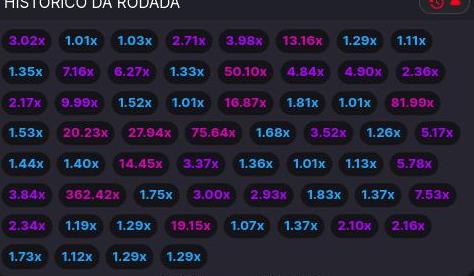 HISTÓRICO DA RODADA
3.02x 1.01x 1.03x 2.71x 3.98x 13.16x 1.29x 1.11x
1.35x 7.16x 6.27x 1.33x 50.10x 4.84x 4.90x 2.36x
2.17x 9.99x 1.52x 1.01x 16.87x 1.81x 1.01x 81.99x
1.53x 20.23x 27.94x 75.64x 1.68x 3.52x 1.26x 5.17x
1.44x 1.40x 14.45x 3.37x 1.36x 1.01x 1.13x 5.78x
3.84x 362.42x 1.75x 3.00x 2.93x 1.83x 1.37x 7.53x
2.34x 1.19x 1.29x 19.15x 1.07x 1.37x 2.10x 2.16x
1.73x 1.12x 1.29x 1.29x